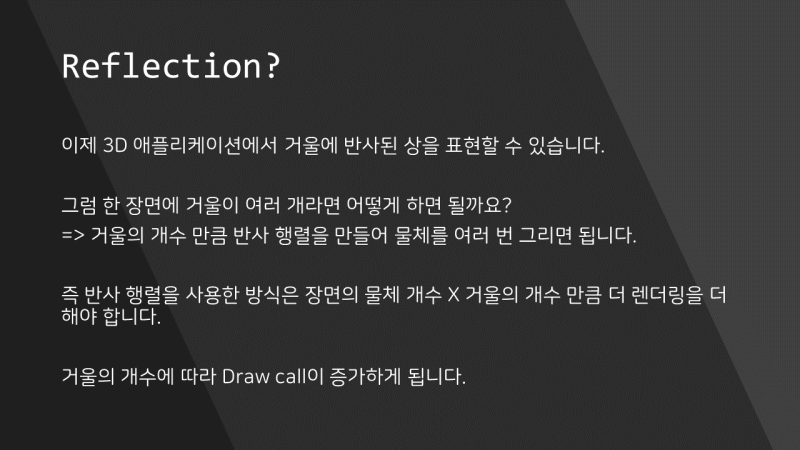 Reflection?
이제 3D 애플리케이션에서 거울에 반사된 상을 표현할 수 있습니다.
그럼 한 장면에 거울이 여러 개라면 어떻게 하면 될까요?
=> 거울의 개수 만큼 반사 행렬을 만들어 물체를 여러 번 그리면 됩니다.
즉 반사 행렬을 사용한 방식은 장면의 물체 개수 X 거울의 개수 만큼 더 렌더링을 더
해야 합니다.
거울의 개수에 따라 Draw call이 증가하게 됩니다.